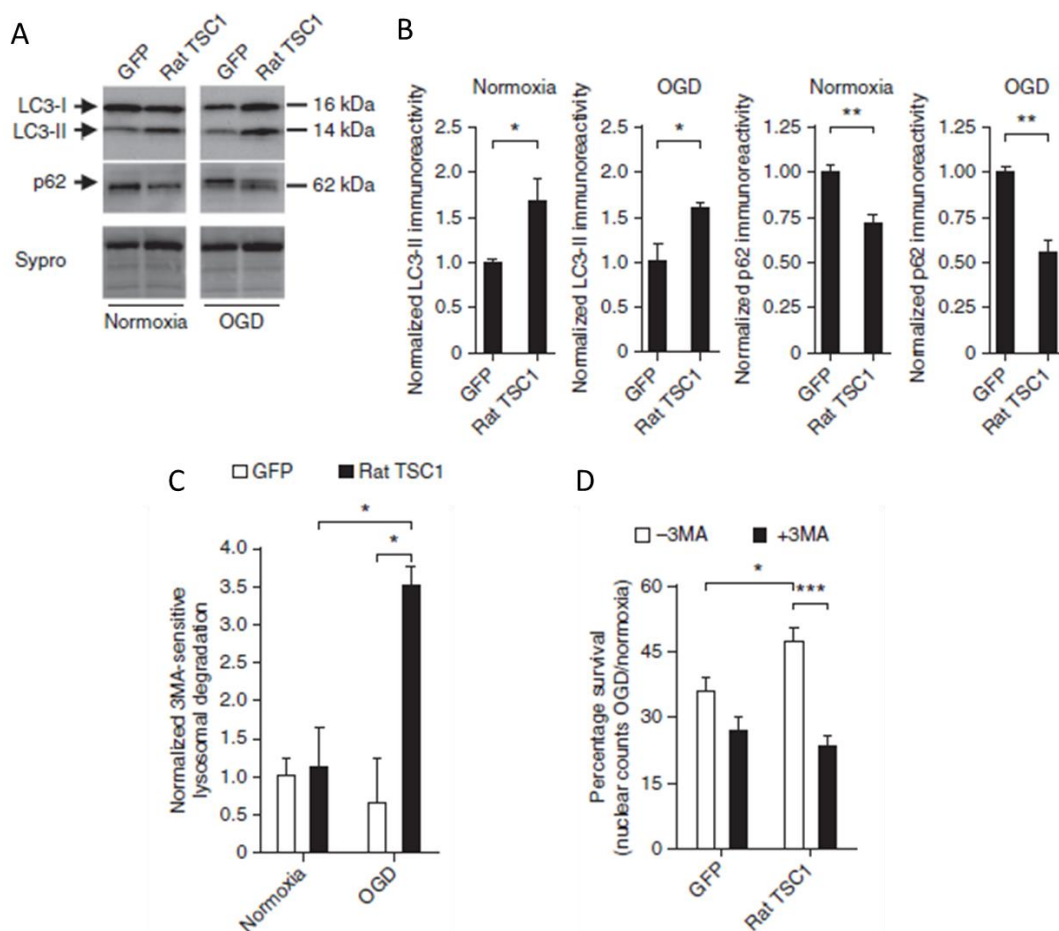 A
GFP
Rat TSC1
GFP
Rat TSC1
LC3-I
16 kDa
LC3-II
14 kDa
p62
62 kDa
Sypro
Normoxia
OGD
B
Normoxia
Normalized LC3-II immunoreactivity
2.5
2.0
1.5
1.0
0.5
0
*
GFP
Rat TSC1
OGD
Normalized LC3-II immunoreactivity
2.5
2.0
1.5
1.0
0.5
0
*
GFP
Rat TSC1
Normoxia
Normalized p62 immunoreactivity
1.25
1.00
0.75
0.50
0.25
0
**
GFP
Rat TSC1
OGD
Normalized p62 immunoreactivity
1.25
1.00
0.75
0.50
0.25
0
**
GFP
Rat TSC1
C
GFP
Rat TSC1
Normalized 3MA-sensitive
lysosomal degradation
4.0
3.5
3.0
2.5
2.0
1.5
1.0
0.5
0
*
*
Normoxia
OGD
D
–3MA
+3MA
Percentage survival
(nuclear counts OGD/normoxia)
60
45
30
15
0
*
***
GFP
Rat TSC1